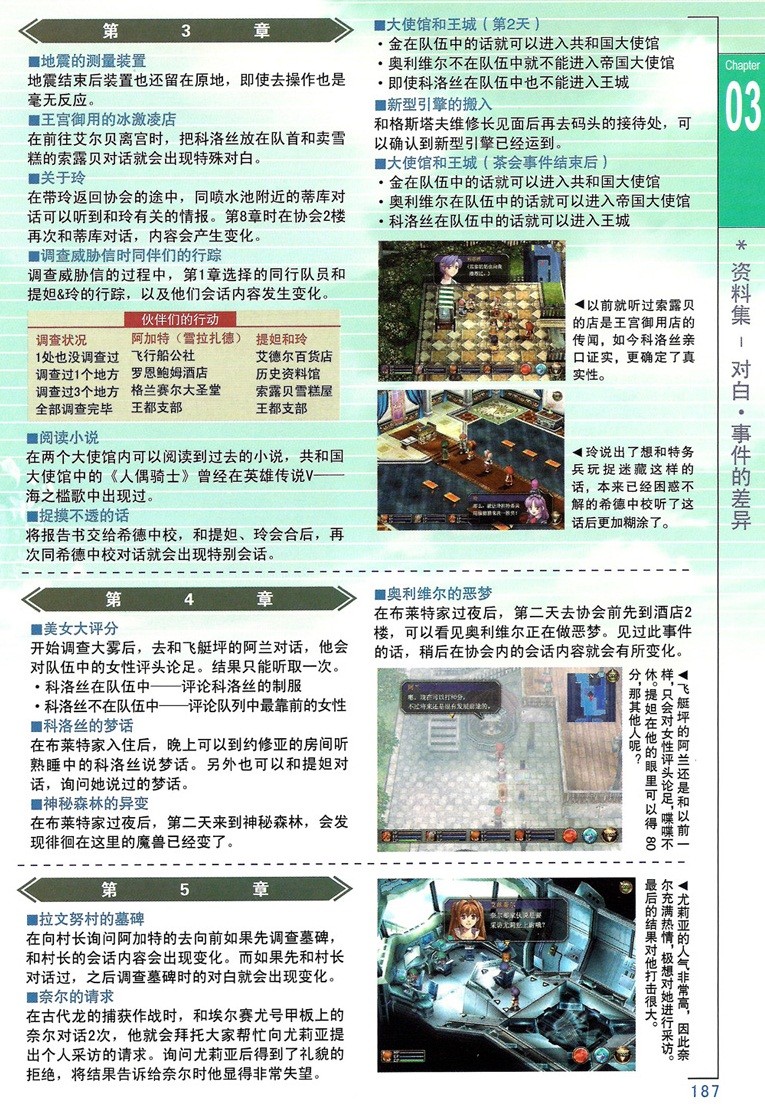 第 3 章
■地震的测量装置
地震结束后装置也还留在原地，即使去操作也是
毫无反应。
■王宫御用的冰激凌店
在前往艾尔贝离宫时，把科洛丝放在队首和卖雪
糕的索露贝对话就会出现特殊对白。
■关于玲
在带玲返回协会的途中，同喷水池附近的蒂库对
话可以听到和玲有关的情报。第8章时在协会2楼
再次和蒂库对话，内容会产生变化。
■调查威胁信时同伴们的行踪
调查威胁信的过程中，第1章选择的同行队员和
提妲&玲的行踪，以及他们会话内容发生变化。
伙伴们的行动
调查状况 阿加特（雪拉扎德） 提妲和玲
1处也没调查过 飞行船公社 艾德尔百货店
调查过1个地方 罗恩鲍姆酒店 历史资料馆
调查过3个地方 格兰赛尔大圣堂 索露贝雪糕屋
全部调查完毕 王都支部 王都支部
■阅读小说
在两个大使馆内可以阅读到过去的小说，共和国
大使馆中的《人偶骑士》曾经在英雄传说V——
海之槛歌中出现过。
■捉摸不透的话
将报告书交给希德中校，和提妲、玲会合后，再
次同希德中校对话就会出现特别会话。
■大使馆和王城（第2天）
・金在队伍中的话就可以进入共和国大使馆
・奥利维尔不在队伍中就不能进入帝国大使馆
・即使科洛丝在队伍中也不能进入王城
■新型引擎的搬入
和格斯塔夫维修长见面后再去码头的接待处，可
以确认到新型引擎已经运到。
■大使馆和王城（茶会事件结束后）
・金在队伍中的话就可以进入共和国大使馆
・奥利维尔在队伍中的话就可以进入帝国大使馆
・科洛丝在队伍中的话就可以进入王城
◀以前就听过索露贝
的店是王宫御用店的
传闻，如今科洛丝亲
口证实，更确定了真
实性。
◀玲说出了想和特务
兵玩捉迷藏这样的
话，本来已经困惑不
解的希德中校听了这
话后更加糊涂了。
第 4 章
■美女大评分
开始调查大雾后，去和飞艇坪的阿兰对话，他会
对队伍中的女性评头论足。结果只能听取一次。
・科洛丝在队伍中——评论科洛丝的制服
・科洛丝不在队伍中——评论队列中最靠前的女性
■科洛丝的梦话
在布莱特家入住后，晚上可以到约修亚的房间听
熟睡中的科洛丝说梦话。另外也可以和提妲对
话，询问她说过的梦话。
■神秘森林的异变
在布莱特家过夜后，第二天来到神秘森林，会发
现徘徊在这里的魔兽已经变了。
■奥利维尔的恶梦
在布莱特家过夜后，第二天去协会前先到酒店2
楼，可以看见奥利维尔正在做恶梦。见过此事件
的话，稍后在协会内的会话内容就会有所变化。
◀飞艇坪的阿兰还是和以前一
样，只会对女性评头论足，喋喋不
休。提妲在他的眼里可以得 80
分，那其他人呢？
第 5 章
■拉文努村的墓碑
在向村长询问阿加特的去向前如果先调查墓碑，
和村长的会话内容会出现变化。而如果先和村长
对话过，之后调查墓碑时的对白就会出现变化。
■奈尔的请求
在古代龙的捕获作战时，和埃尔赛尤号甲板上的
奈尔对话2次，他就会拜托大家帮忙向尤莉亚提
出个人采访的请求。询问尤莉亚后得到了礼貌的
拒绝，将结果告诉给奈尔时他显得非常失望。
◀尤莉亚的人气非常高，因此奈
尔充满热情，极想对她进行采访。
最后的结果对他打击很大。
Chapter
03
＊资料集－对白・事件的差异
187